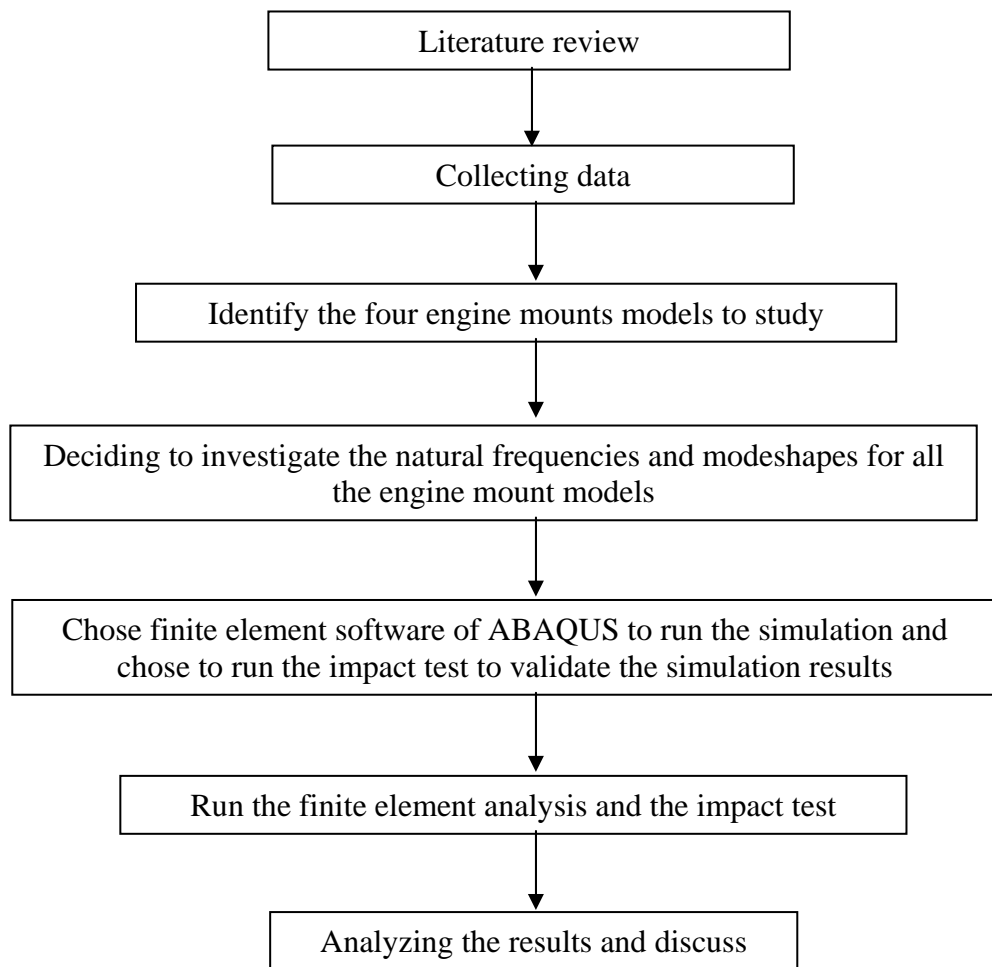 Literature review
Collecting data
Identify the four engine mounts models to study
Deciding to investigate the natural frequencies and modeshapes for all
the engine mount models
Chose finite element software of ABAQUS to run the simulation and
chose to run the impact test to validate the simulation results
Run the finite element analysis and the impact test
Analyzing the results and discuss